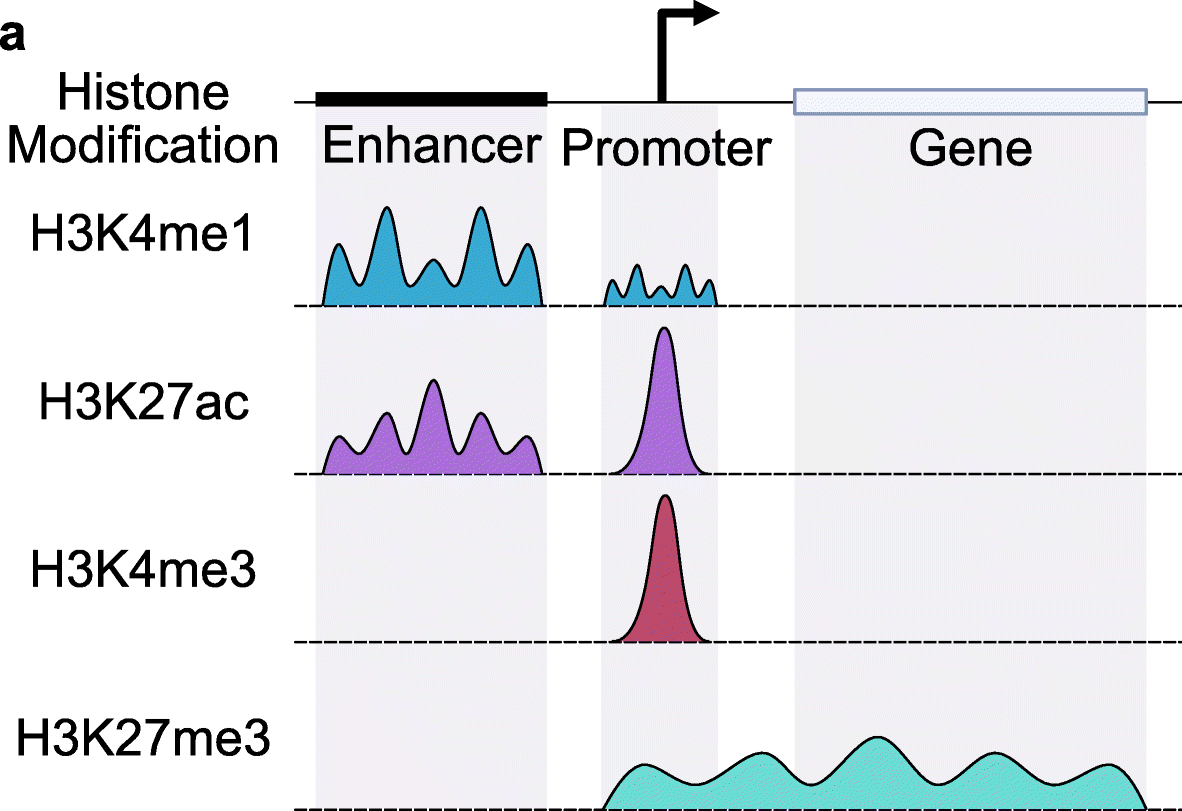 a
Histone
Modification
Enhancer
Promoter
Gene
H3K4me1
H3K27ac
H3K4me3
H3K27me3